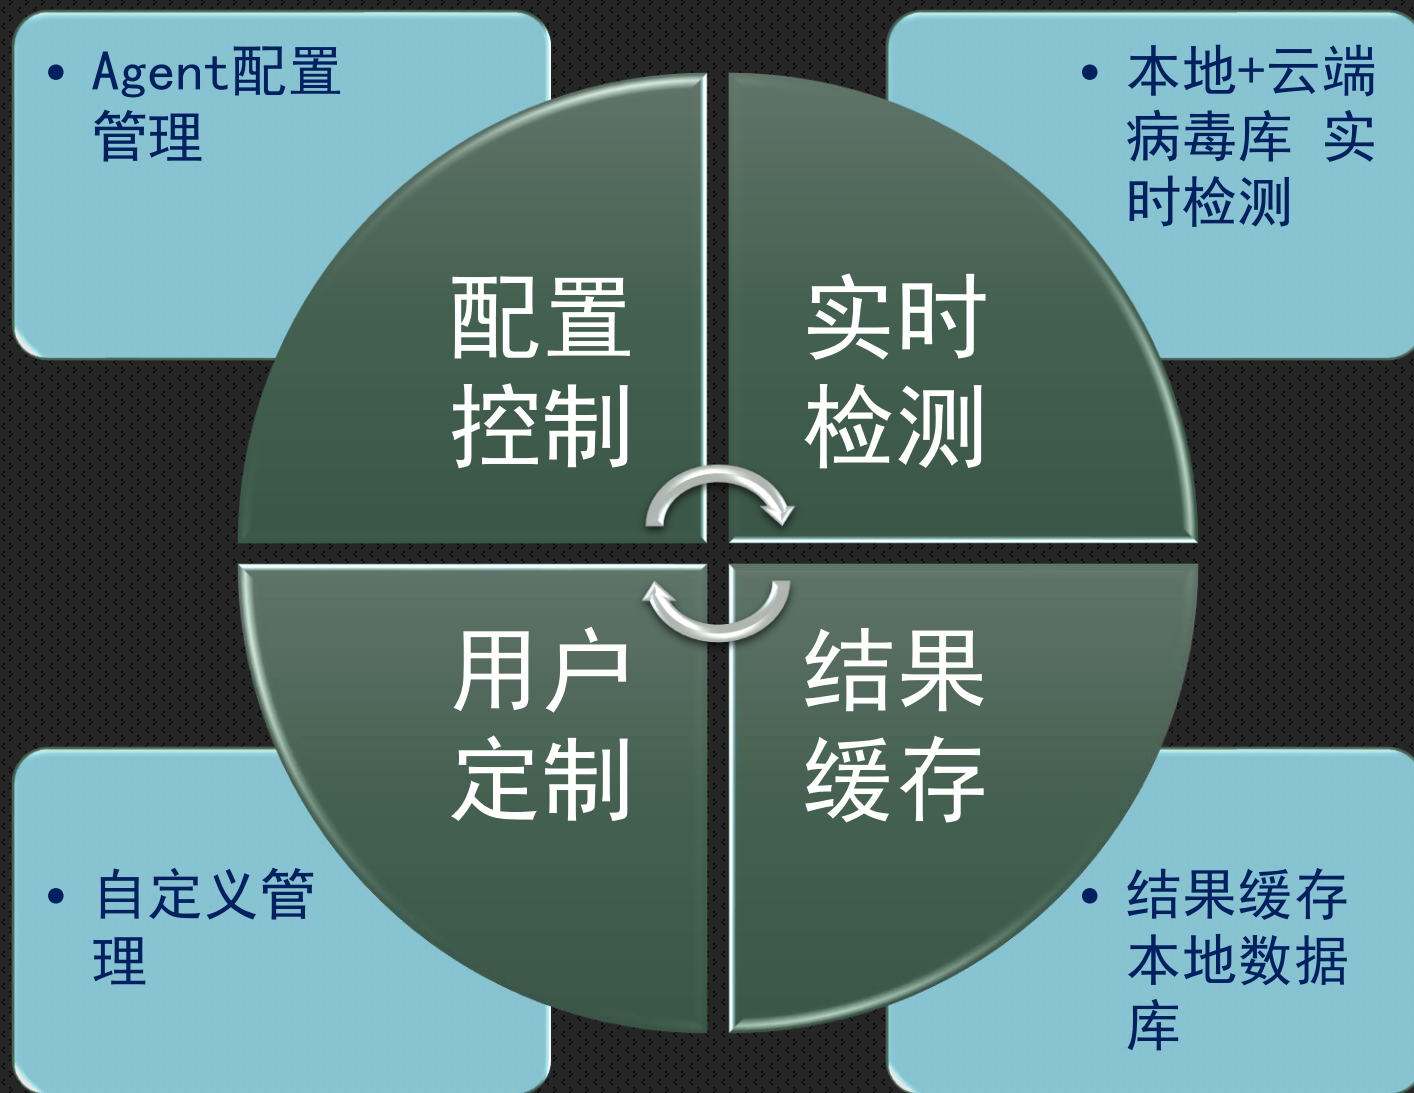 • Agent配置
管理
• 本地+云端
病毒库 实
时检测
配置
控制
实时
检测
用户
定制
结果
缓存
• 自定义管
理
• 结果缓存
本地数据
库